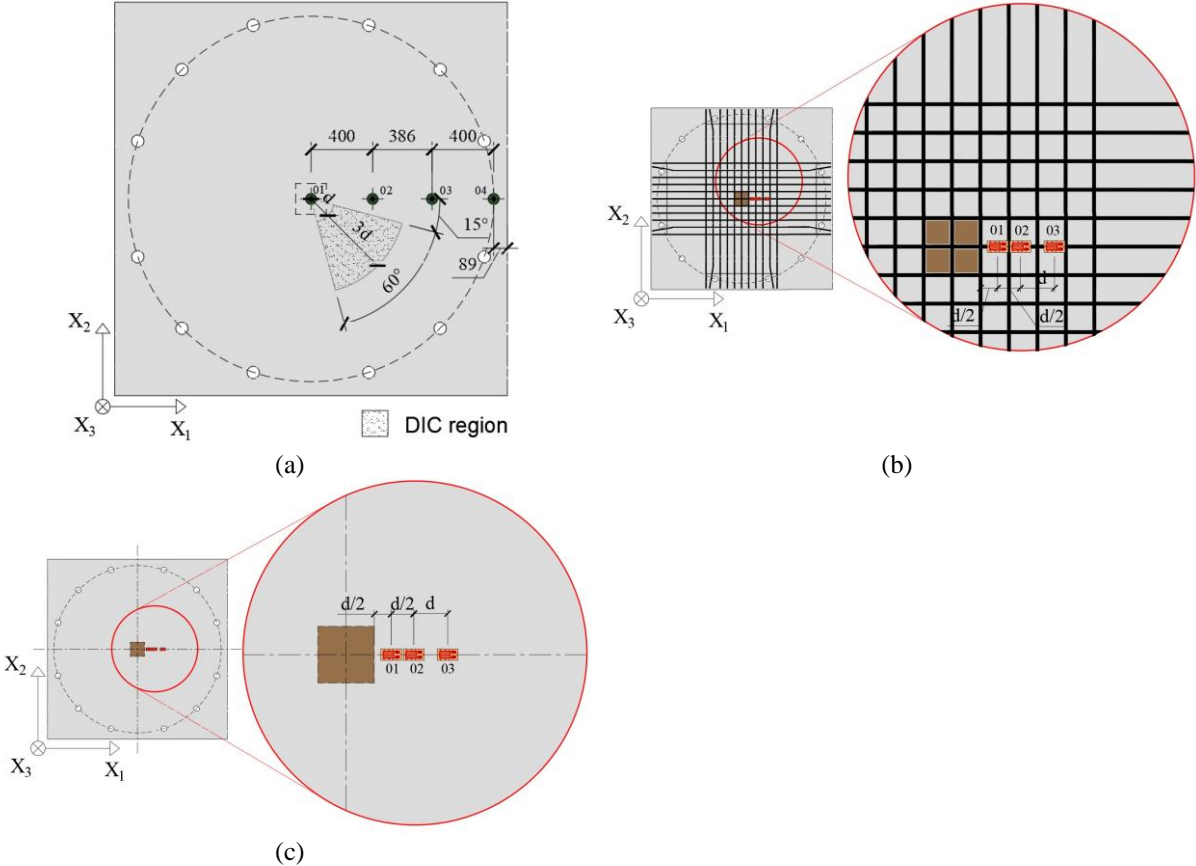 400 386 400
01 02 03 04
d
3d
15°
60°
89
X2
X3
X1
DIC region
(a)
01 02 03
d
d/2
d/2
X2
X3
X1
(b)
d/2 d/2 d
01 02 03
X2
X3
X1
(c)